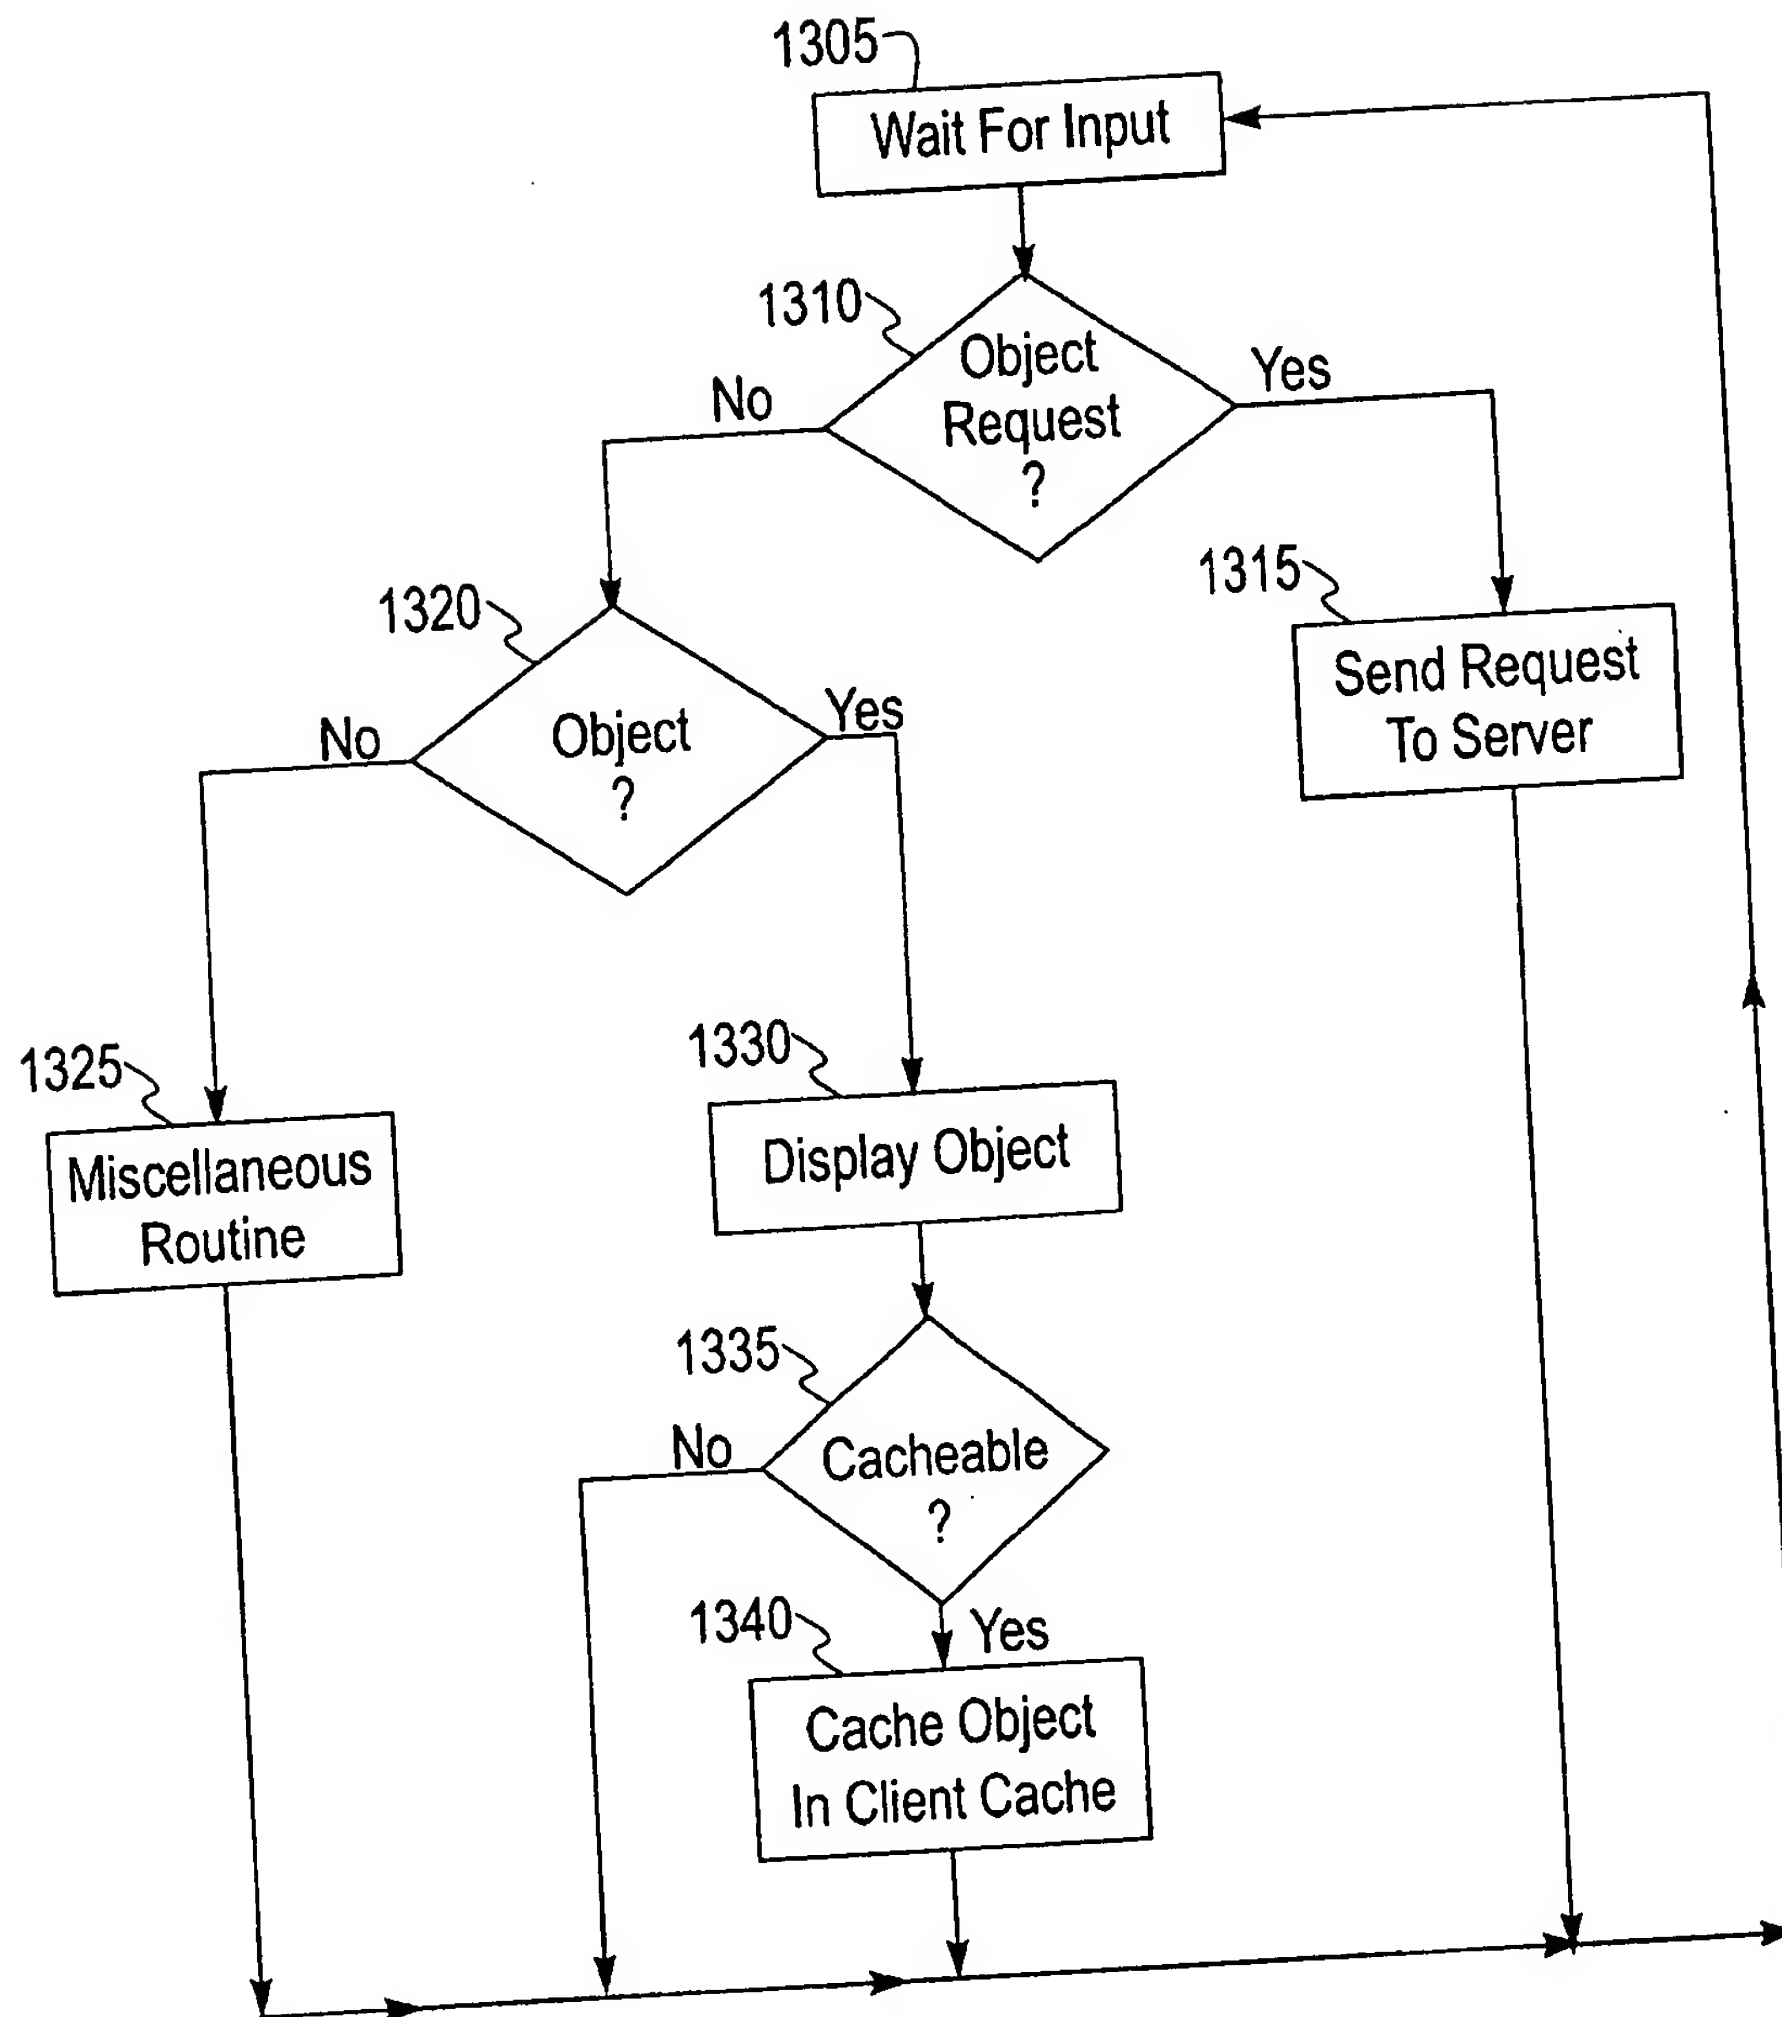 1305
Wait For Input
1310
Object
Request
?
No
Yes
1315
Send Request
To Server
1320
Object
?
No
Yes
1325
Miscellaneous
Routine
1330
Display Object
1335
Cacheable
?
No
Yes
1340
Cache Object
In Client Cache